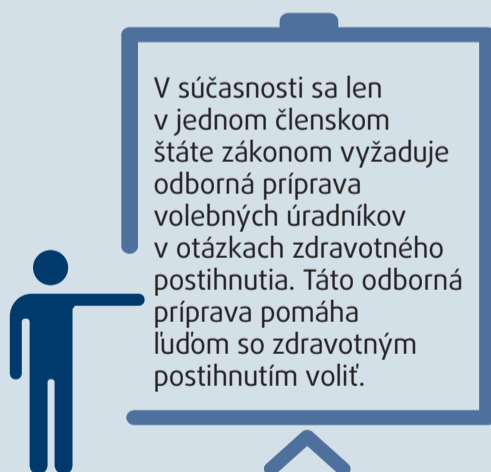 V súčasnosti sa len
v jednom členskom
štáte zákonom vyžaduje
odborná príprava
volebných úradníkov
v otázkach zdravotného
postihnutia. Táto odborná
príprava pomáha
ľuďom so zdravotným
postihnutím voliť.